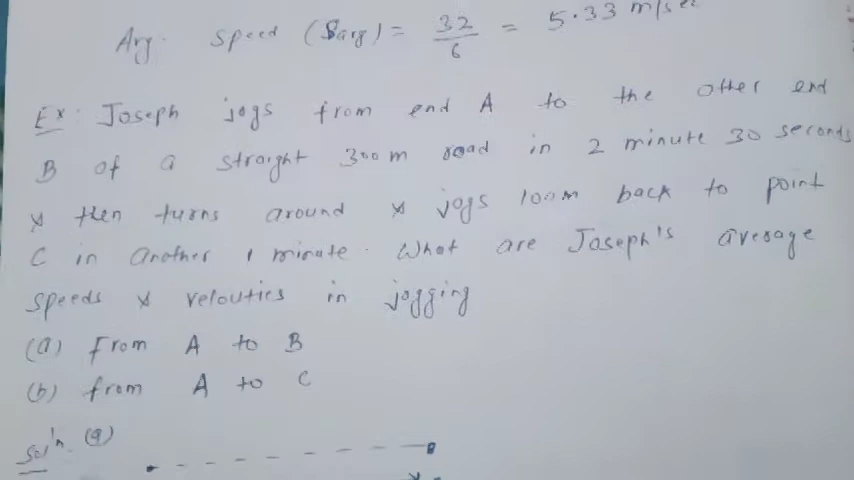 Avg. Speed (Savg) = 32/6 = 5.33 m/sec
Ex: Joseph jogs from end A to the other end
B of a straight 300m road in 2 minute 30 seconds
& then turns around & jogs 100m back to point
C in another 1 minute. What are Joseph's average
speeds & velocities in jogging
(a) From A to B
(b) from A to C
Sol'n. (a)